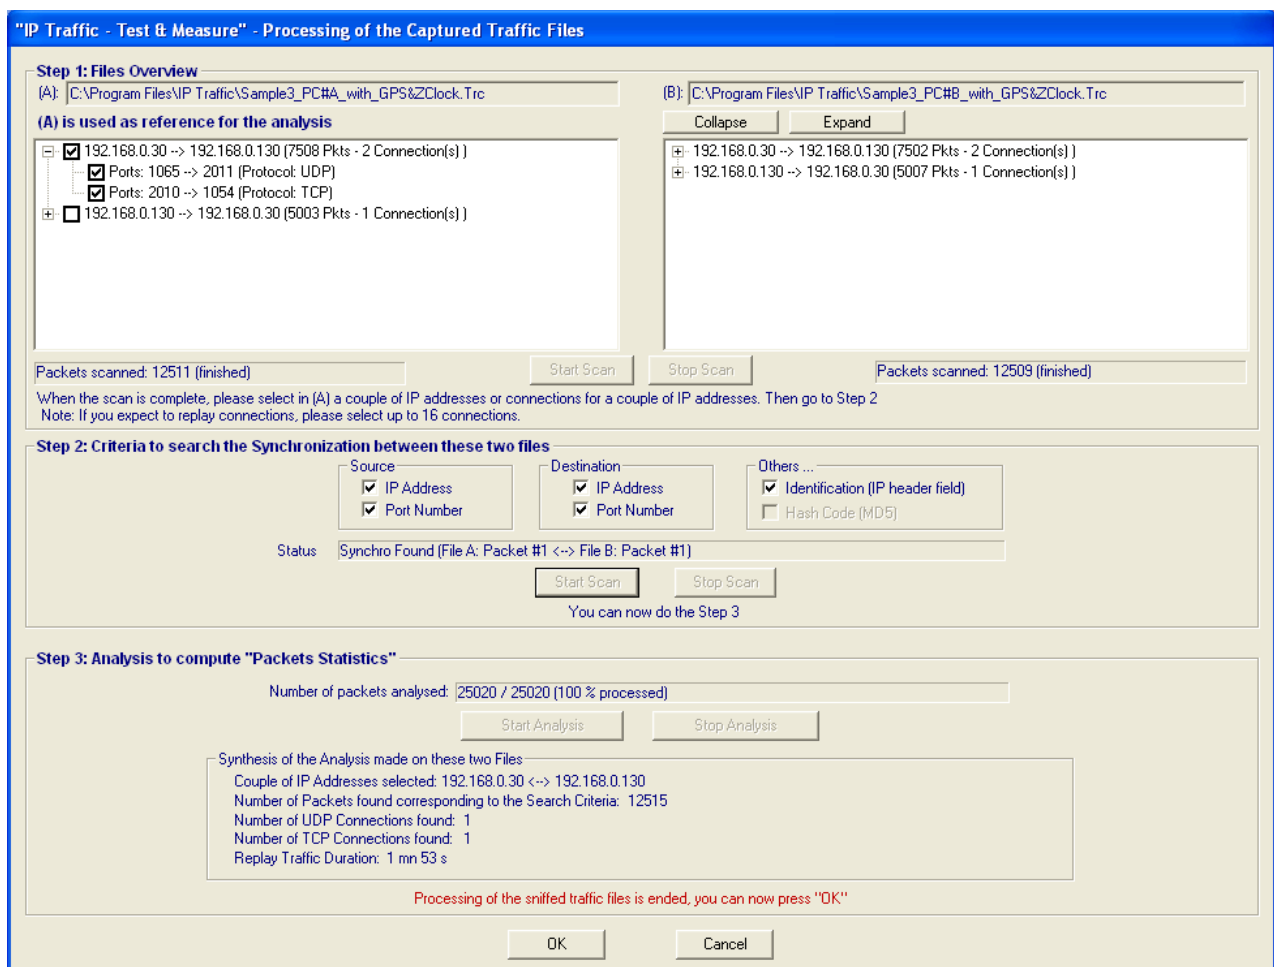 "IP Traffic - Test & Measure" - Processing of the Captured Traffic Files
Step 1: Files Overview
(A): C:\Program Files\IP Traffic\Sample3_PC#A_with_GPS&ZClock.Trc
(B): C:\Program Files\IP Traffic\Sample3_PC#B_with_GPS&ZClock.Trc
(A) is used as reference for the analysis
Collapse Expand
192.168.0.30 --> 192.168.0.130 (7508 Pkts - 2 Connection(s) )
Ports: 1065 --> 2011 (Protocol: UDP)
Ports: 2010 --> 1054 (Protocol: TCP)
192.168.0.130 --> 192.168.0.30 (5003 Pkts - 1 Connection(s) )
192.168.0.30 --> 192.168.0.130 (7502 Pkts - 2 Connection(s) )
192.168.0.130 --> 192.168.0.30 (5007 Pkts - 1 Connection(s) )
Packets scanned: 12511 (finished)
Start Scan Stop Scan
Packets scanned: 12509 (finished)
When the scan is complete, please select in (A) a couple of IP addresses or connections for a couple of IP addresses. Then go to Step 2
Note: If you expect to replay connections, please select up to 16 connections.
Step 2: Criteria to search the Synchronization between these two files
Source
IP Address
Port Number
Destination
IP Address
Port Number
Others ...
Identification (IP header field)
Hash Code (MD5)
Status Synchro Found (File A: Packet #1 <--> File B: Packet #1)
Start Scan Stop Scan
You can now do the Step 3
Step 3: Analysis to compute "Packets Statistics"
Number of packets analysed: 25020 / 25020 (100 % processed)
Start Analysis Stop Analysis
Synthesis of the Analysis made on these two Files
Couple of IP Addresses selected: 192.168.0.30 <--> 192.168.0.130
Number of Packets found corresponding to the Search Criteria: 12515
Number of UDP Connections found: 1
Number of TCP Connections found: 1
Replay Traffic Duration: 1 mn 53 s
Processing of the sniffed traffic files is ended, you can now press "OK"
OK Cancel